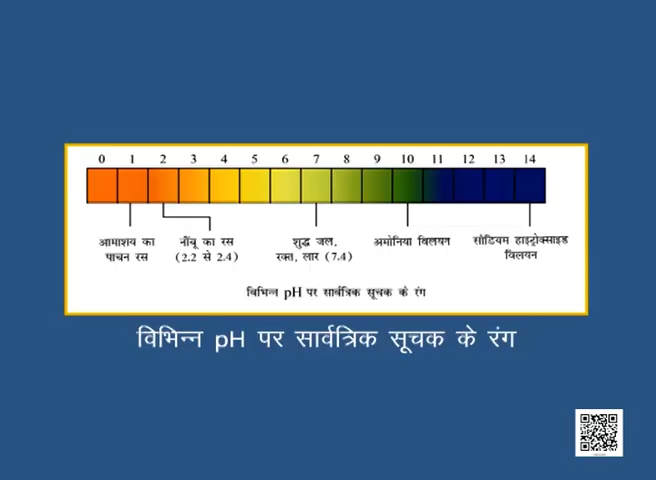 0 1 2 3 4 5 6 7 8 9 10 11 12 13 14
आमाशय का
पाचन रस
नींबू का रस
(2.2 से 2.4)
शुद्ध जल,
रक्त, लार (7.4)
अमोनिया विलयन
सोडियम हाइड्रोक्साइड
विलयन
विभिन्न pH पर सार्वत्रिक सूचक के रंग
विभिन्न pH पर सार्वत्रिक सूचक के रंग